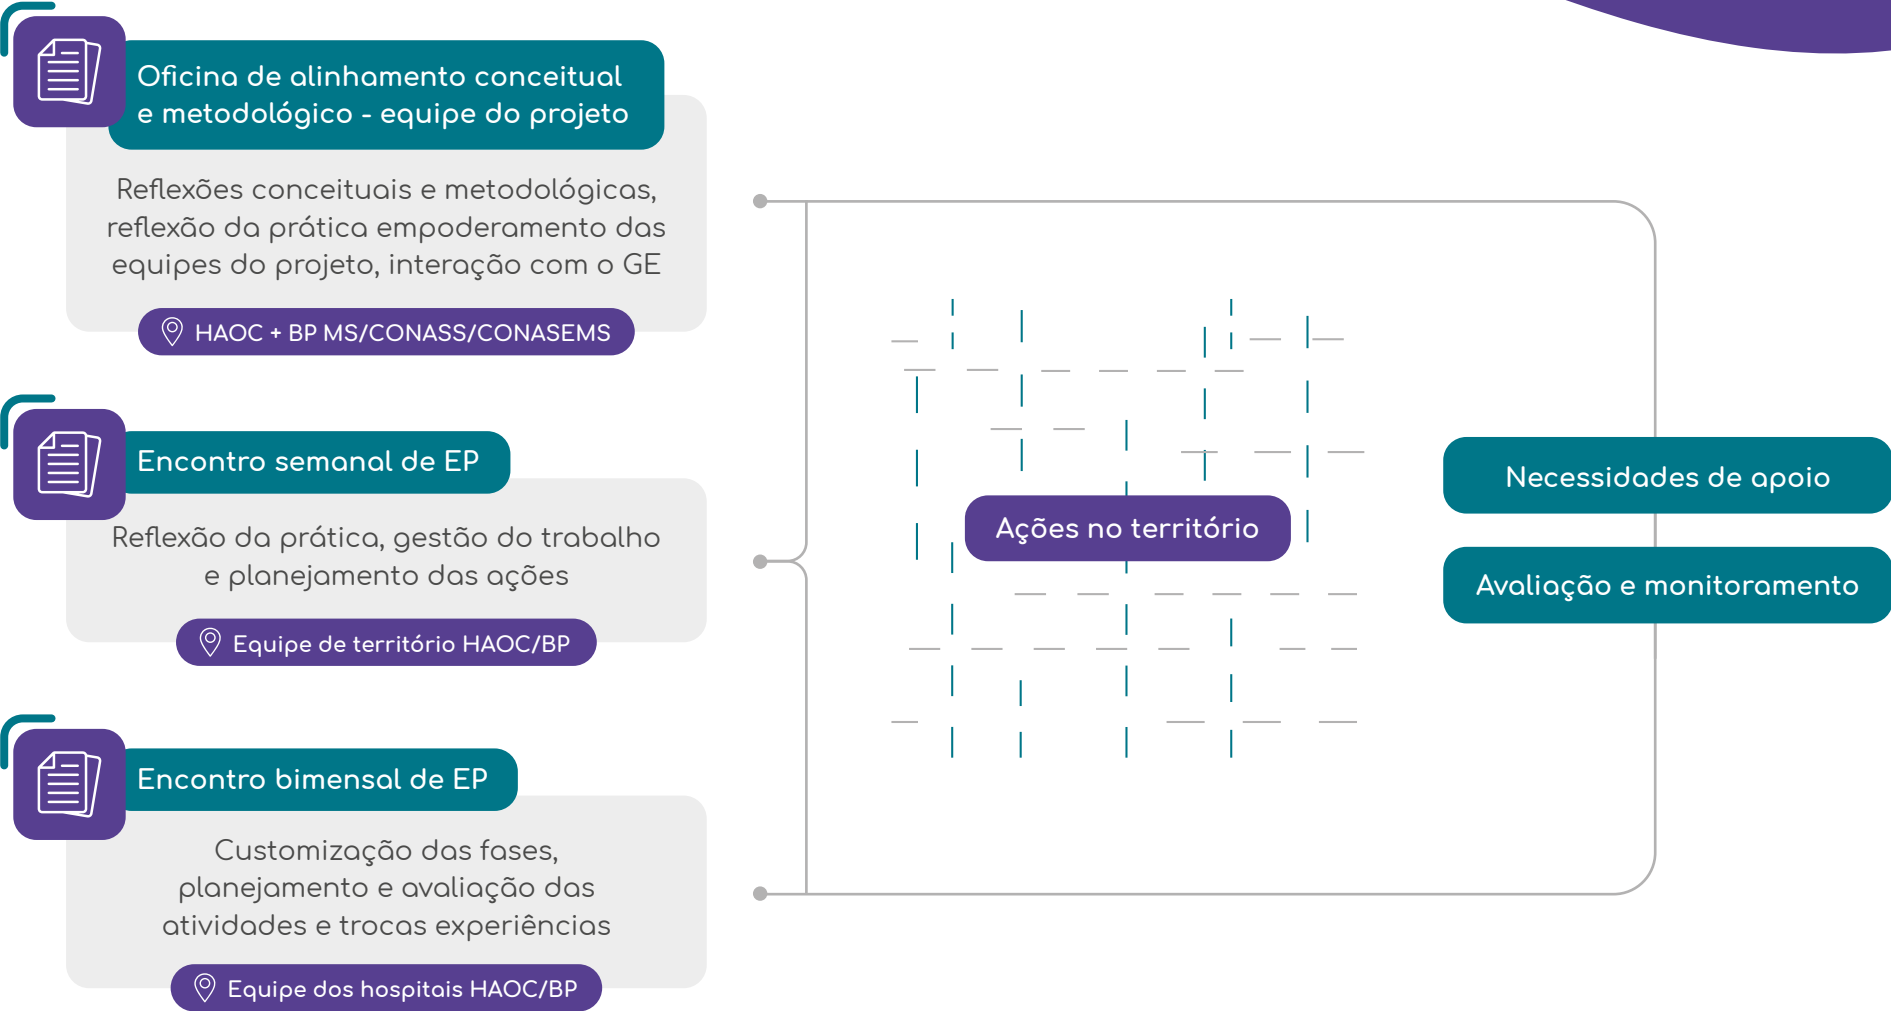 Oficina de alinhamento conceitual
e metodológico - equipe do projeto
Reflexões conceituais e metodológicas,
reflexão da prática empoderamento das
equipes do projeto, interação com o GE
HAOC + BP MS/CONASS/CONASEMS
Encontro semanal de EP
Reflexão da prática, gestão do trabalho
e planejamento das ações
Equipe de território HAOC/BP
Encontro bimensal de EP
Customização das fases,
planejamento e avaliação das
atividades e trocas experiências
Equipe dos hospitais HAOC/BP
Ações no território
Necessidades de apoio
Avaliação e monitoramento